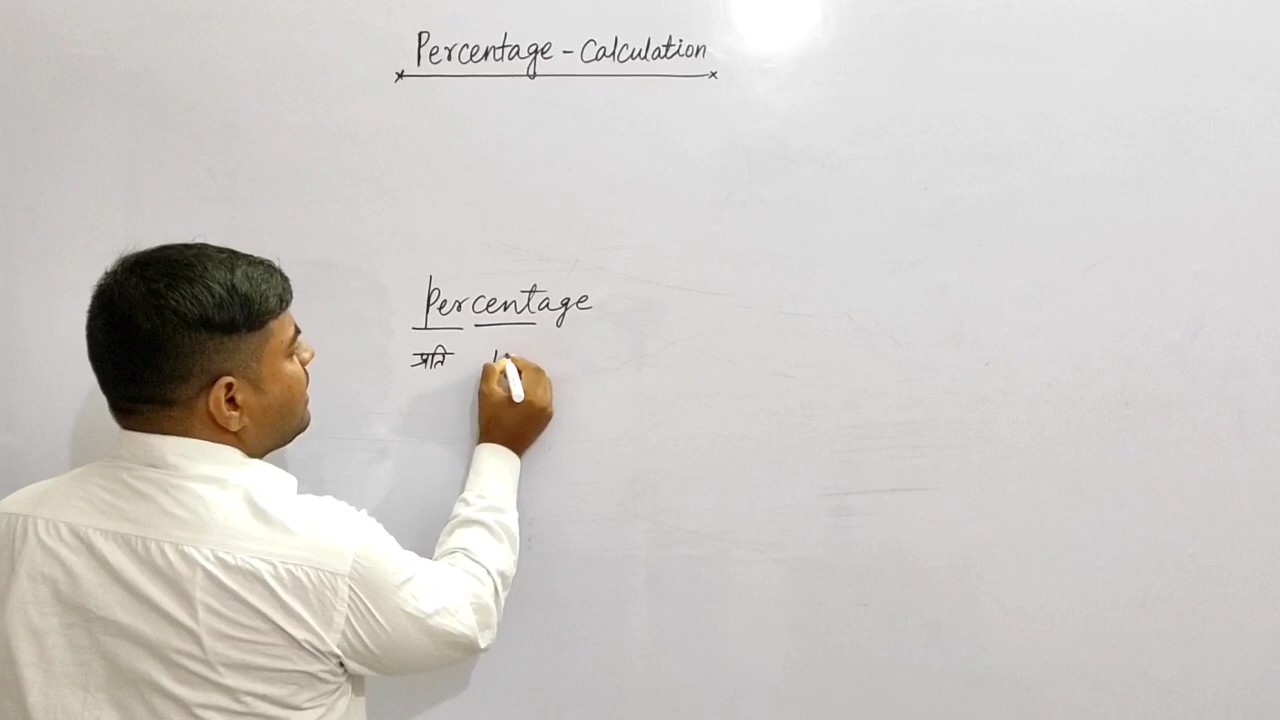 Percentage - Calculation
Percentage
प्रति